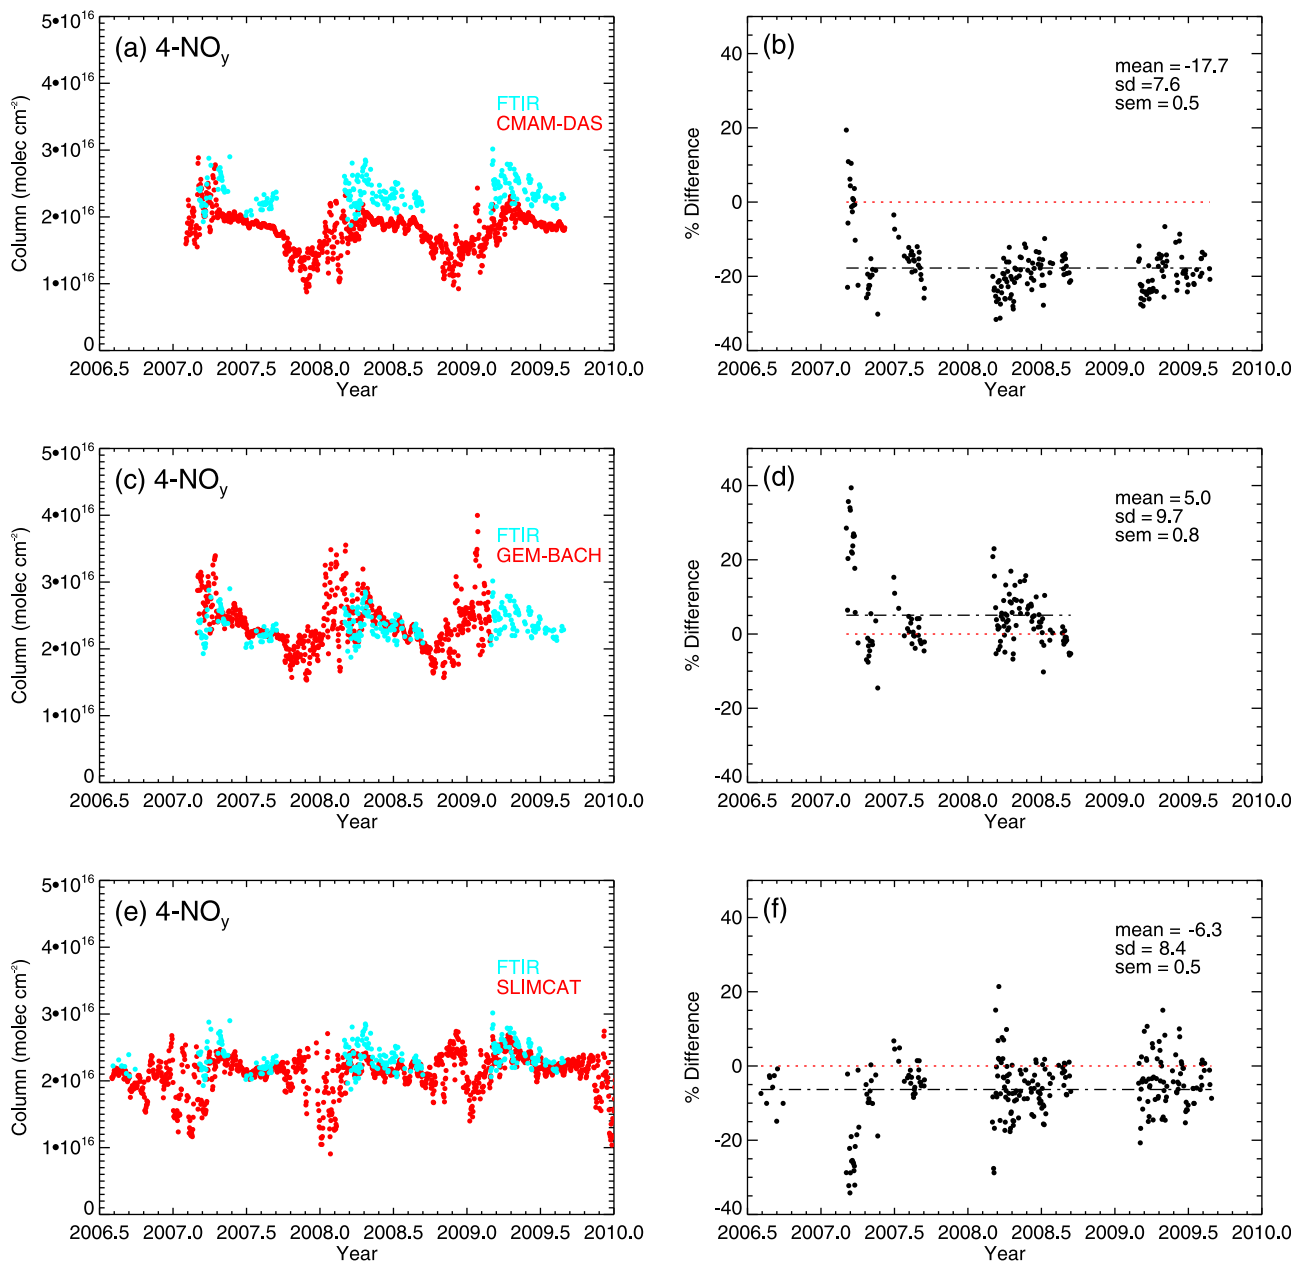 (a) 4-NOy
FTIR
CMAM-DAS
5•10^16
4•10^16
3•10^16
2•10^16
1•10^16
0
Column (molec cm-2)
2006.5 2007.0 2007.5 2008.0 2008.5 2009.0 2009.5 2010.0
Year
(b)
mean = -17.7
sd =7.6
sem = 0.5
40
20
0
-20
-40
% Difference
2006.5 2007.0 2007.5 2008.0 2008.5 2009.0 2009.5 2010.0
Year
(c) 4-NOy
FTIR
GEM-BACH
5•10^16
4•10^16
3•10^16
2•10^16
1•10^16
0
Column (molec cm-2)
2006.5 2007.0 2007.5 2008.0 2008.5 2009.0 2009.5 2010.0
Year
(d)
mean = 5.0
sd = 9.7
sem = 0.8
40
20
0
-20
-40
% Difference
2006.5 2007.0 2007.5 2008.0 2008.5 2009.0 2009.5 2010.0
Year
(e) 4-NOy
FTIR
SLIMCAT
5•10^16
4•10^16
3•10^16
2•10^16
1•10^16
0
Column (molec cm-2)
2006.5 2007.0 2007.5 2008.0 2008.5 2009.0 2009.5 2010.0
Year
(f)
mean = -6.3
sd = 8.4
sem = 0.5
40
20
0
-20
-40
% Difference
2006.5 2007.0 2007.5 2008.0 2008.5 2009.0 2009.5 2010.0
Year